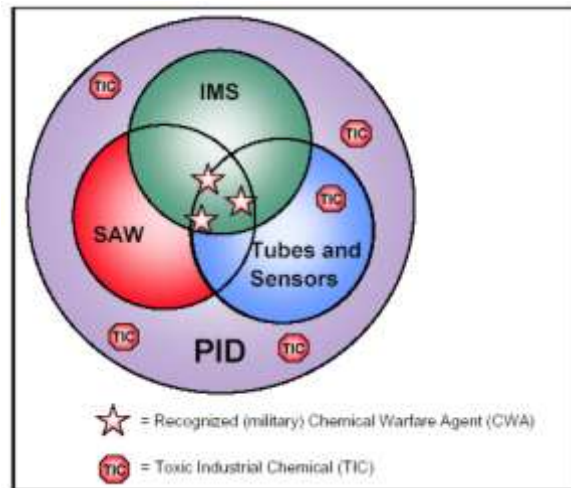 TIC
IMS
TIC
TIC
SAW
Tubes and
Sensors
TIC
PID
TIC
= Recognized (military) Chemical Warfare Agent (CWA)
TIC = Toxic Industrial Chemical (TIC)